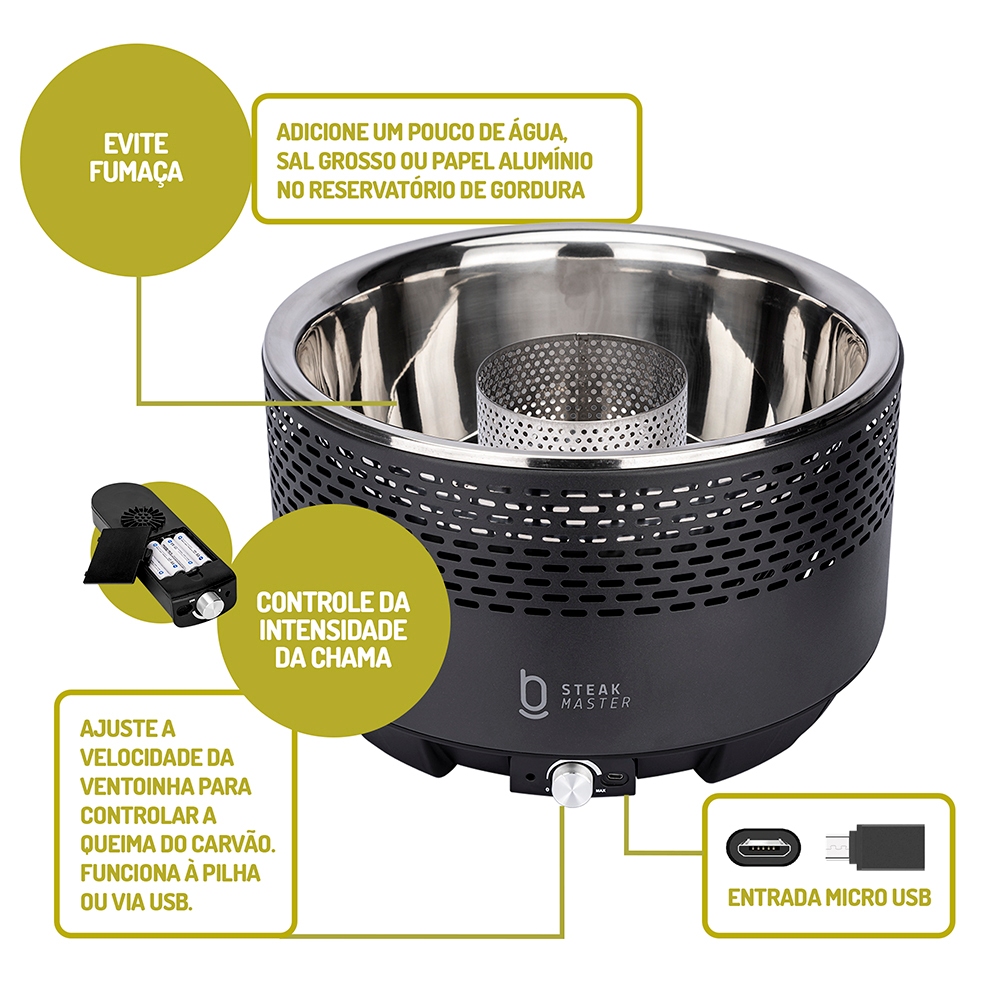 EVITE
FUMAÇA
ADICIONE UM POUCO DE ÁGUA,
SAL GROSSO OU PAPEL ALUMÍNIO
NO RESERVATÓRIO DE GORDURA
CONTROLE DA
INTENSIDADE
DA CHAMA
STEAK
MASTER
AJUSTE A
VELOCIDADE DA
VENTOINHA PARA
CONTROLAR A
QUEIMA DO CARVÃO.
FUNCIONA À PILHA
OU VIA USB.
0
MAX
ENTRADA MICRO USB